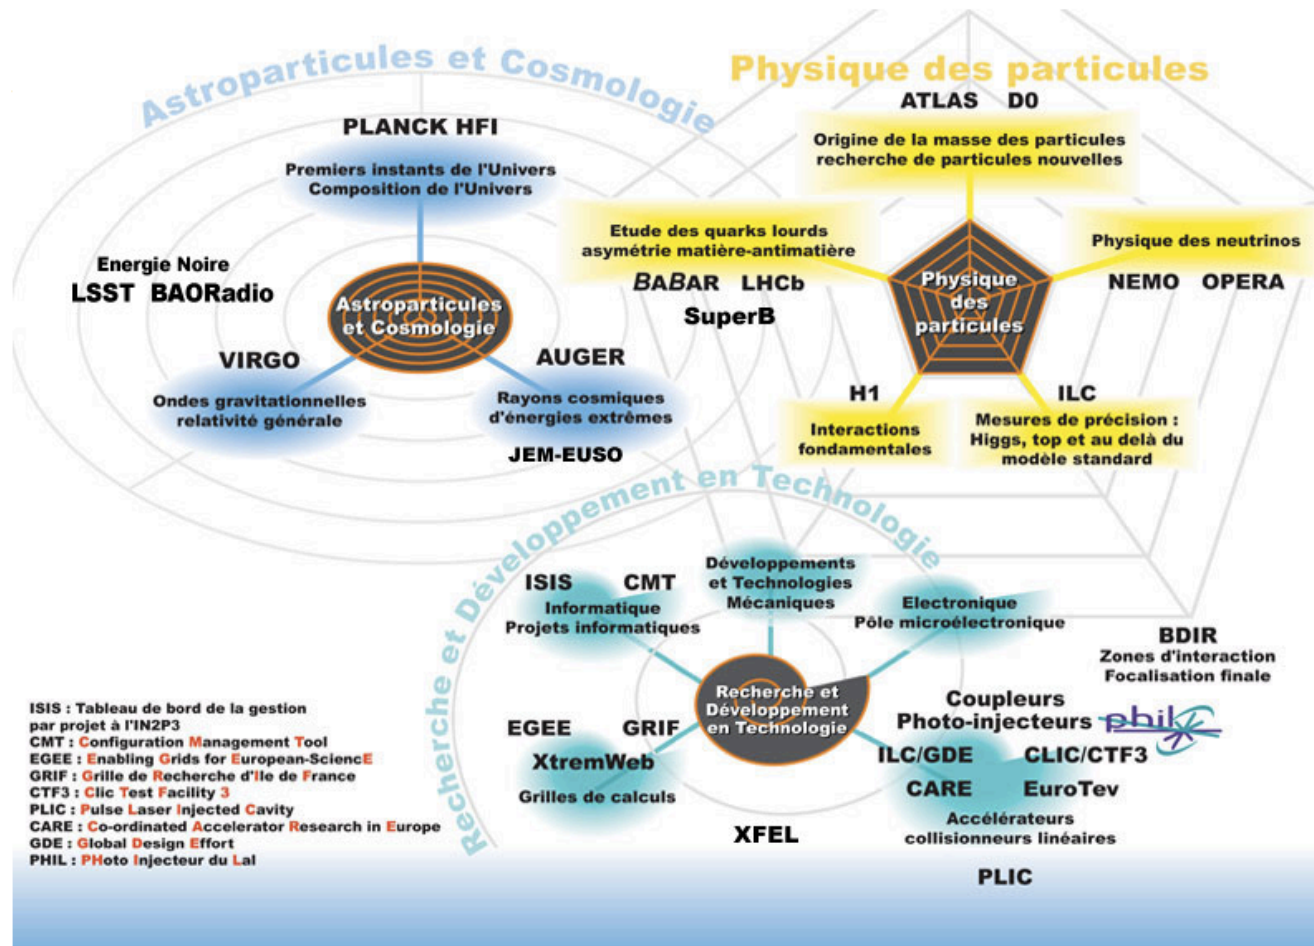 Astroparticules et Cosmologie
PLANCK HFI
Premiers instants de l'Univers
Composition de l'Univers
Energie Noire
LSST BAORadio
Astroparticules
et Cosmologie
VIRGO
Ondes gravitationnelles
relativité générale
AUGER
Rayons cosmiques
d'énergies extrêmes
JEM-EUSO
Physique des particules
ATLAS D0
Origine de la masse des particules
recherche de particules nouvelles
Etude des quarks lourds
asymétrie matière-antimatière
BABAR LHCb
SuperB
Physique
des
particules
Physique des neutrinos
NEMO OPERA
H1
Interactions
fondamentales
ILC
Mesures de précision :
Higgs, top et au delà du
modèle standard
Recherche et Développement en Technologie
ISIS CMT
Informatique
Projets informatiques
Développements
et Technologies
Mécaniques
Electronique
Pôle microélectronique
BDIR
Zones d'interaction
Focalisation finale
Recherche et
Développement
en Technologie
EGEE GRIF
XtremWeb
Grilles de calculs
XFEL
Coupleurs
Photo-injecteurs
phil
ILC/GDE CLIC/CTF3
CARE EuroTev
Accélérateurs
collisionneurs linéaires
PLIC
ISIS : Tableau de bord de la gestion
par projet à l'IN2P3
CMT : Configuration Management Tool
EGEE : Enabling Grids for European-SciencE
GRIF : Grille de Recherche d'Ile de France
CTF3 : Clic Test Facility 3
PLIC : Pulse Laser Injected Cavity
CARE : Co-ordinated Accelerator Research in Europe
GDE : Global Design Effort
PHIL : PHoto Injecteur du Lal